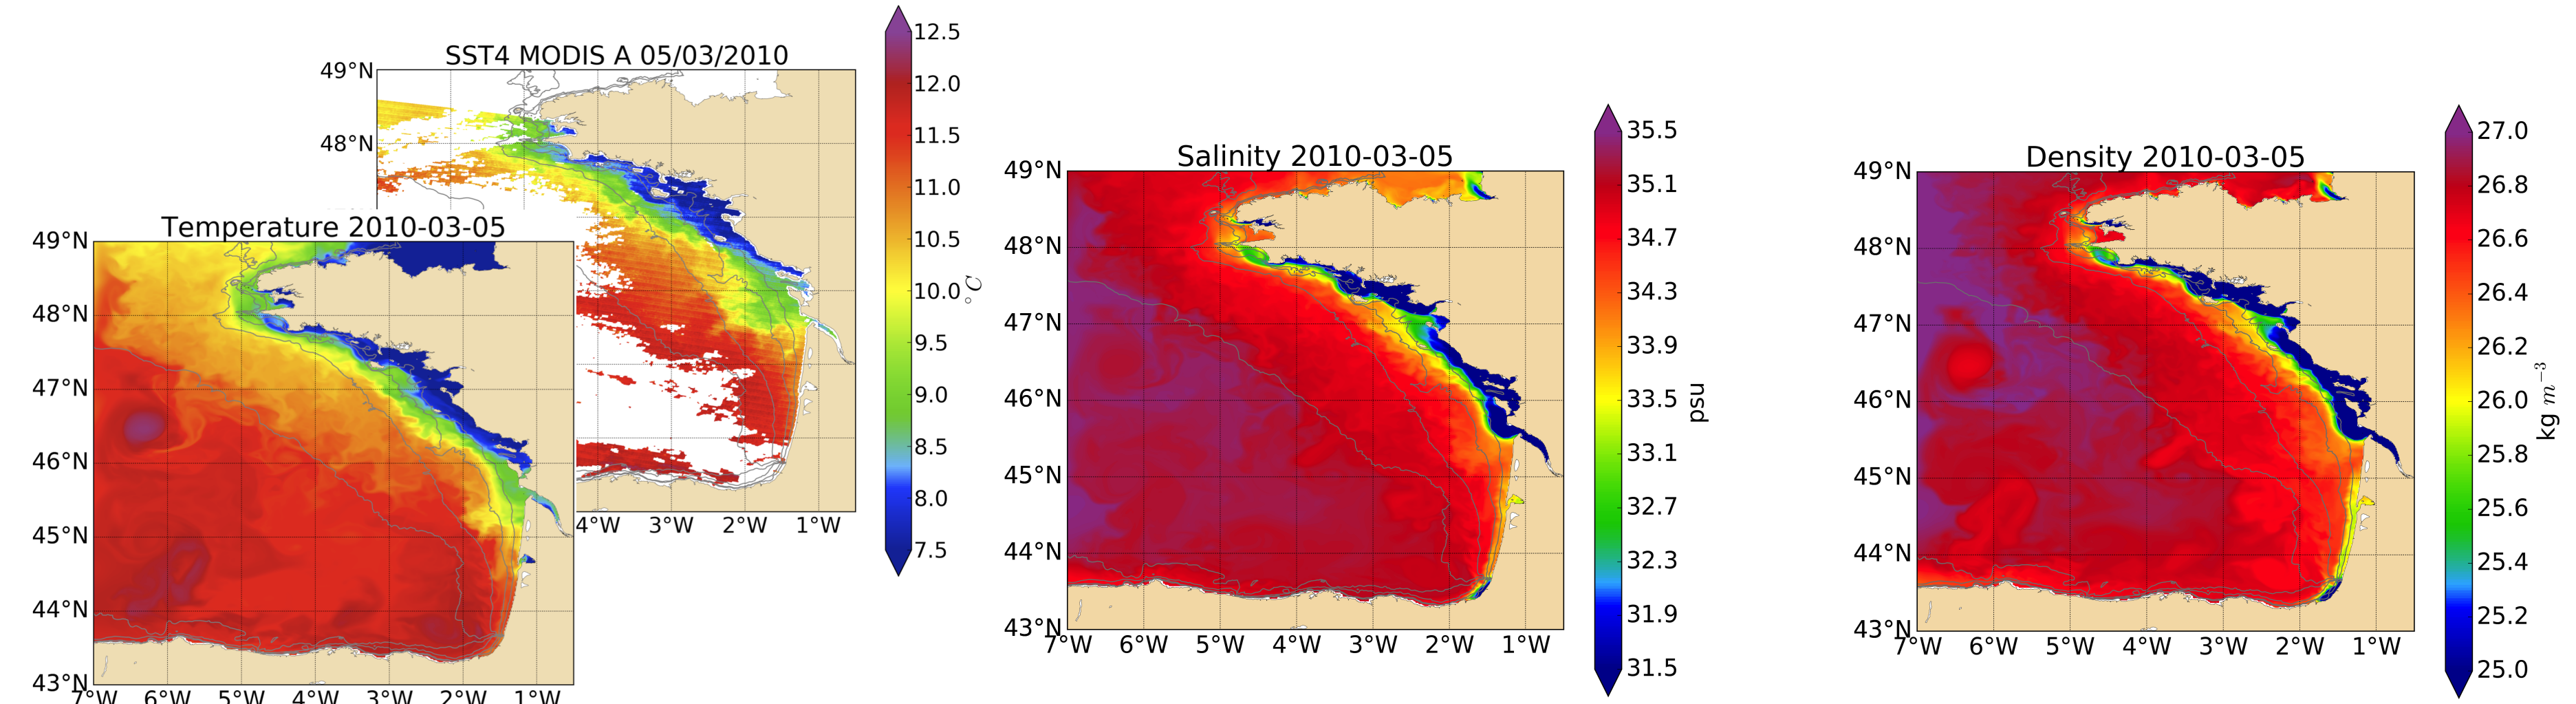 SST4 MODIS A 05/03/2010
49°N
48°N
4°W 3°W 2°W 1°W
Temperature 2010-03-05
49°N
48°N
47°N
46°N
45°N
44°N
43°N
7°W 6°W 5°W 4°W 3°W 2°W 1°W
12.5
12.0
11.5
11.0
10.5
10.0
9.5
9.0
8.5
8.0
7.5
°C
Salinity 2010-03-05
49°N
48°N
47°N
46°N
45°N
44°N
43°N
7°W 6°W 5°W 4°W 3°W 2°W 1°W
35.5
35.1
34.7
34.3
33.9
33.5
33.1
32.7
32.3
31.9
31.5
psu
Density 2010-03-05
49°N
48°N
47°N
46°N
45°N
44°N
43°N
7°W 6°W 5°W 4°W 3°W 2°W 1°W
27.0
26.8
26.6
26.4
26.2
26.0
25.8
25.6
25.4
25.2
25.0
kg m⁻³